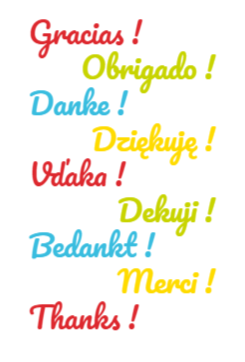 Gracias !
Obrigado !
Danke !
Dziękuję !
Vďaka !
Dekuji !
Bedankt !
Merci !
Thanks !